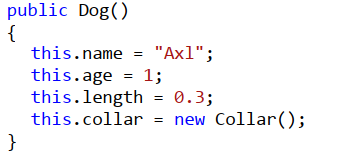 public Dog()
{
this.name = "Axl";
this.age = 1;
this.length = 0.3;
this.collar = new Collar();
}